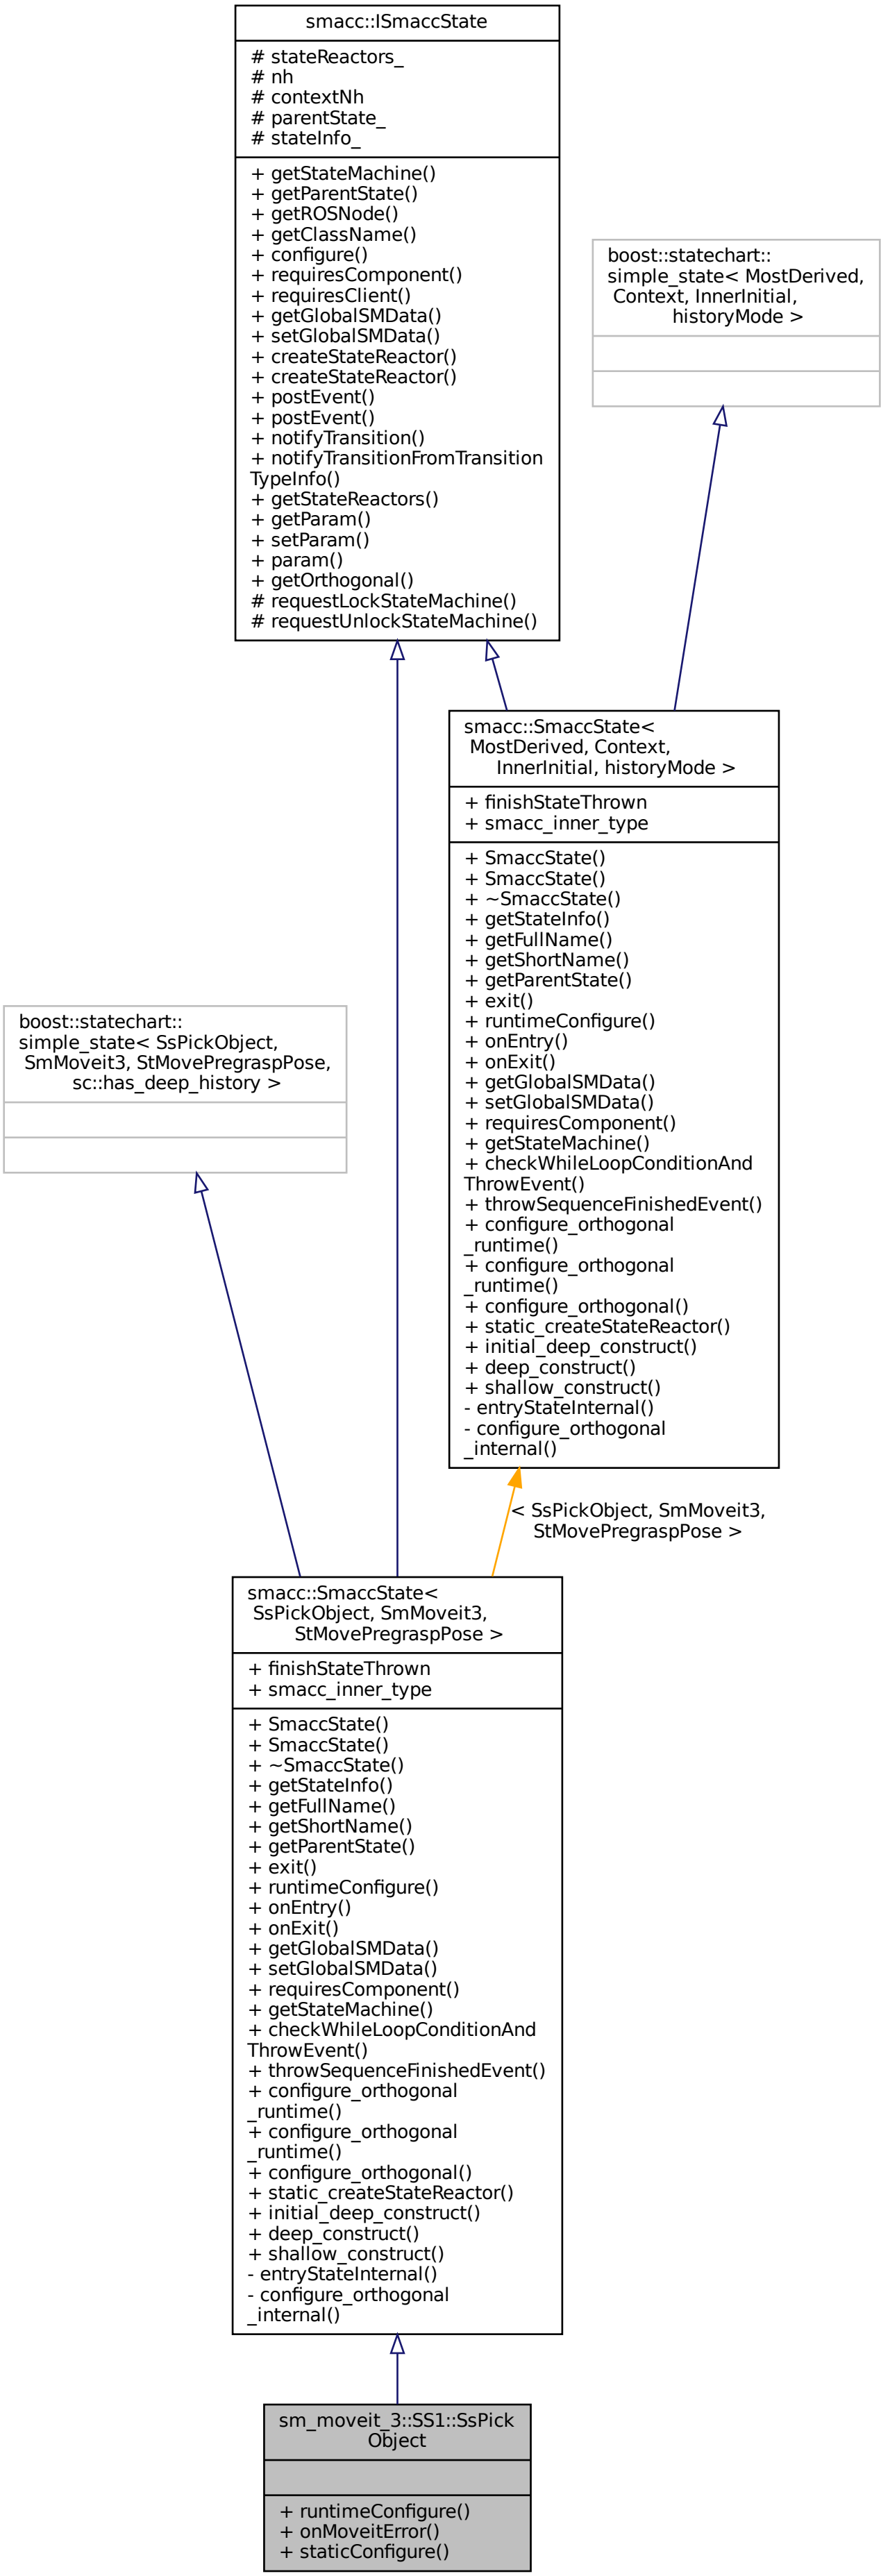 smacc::ISmaccState
# stateReactors_
# nh
# contextNh
# parentState_
# stateInfo_
+ getStateMachine()
+ getParentState()
+ getROSNode()
+ getClassName()
+ configure()
+ requiresComponent()
+ requiresClient()
+ getGlobalSMData()
+ setGlobalSMData()
+ createStateReactor()
+ createStateReactor()
+ postEvent()
+ postEvent()
+ notifyTransition()
+ notifyTransitionFromTransition
TypeInfo()
+ getStateReactors()
+ getParam()
+ setParam()
+ param()
+ getOrthogonal()
# requestLockStateMachine()
# requestUnlockStateMachine()
boost::statechart::
simple_state< MostDerived,
Context, InnerInitial,
historyMode >
smacc::SmaccState<
MostDerived, Context,
InnerInitial, historyMode >
+ finishStateThrown
+ smacc_inner_type
+ SmaccState()
+ SmaccState()
+ ~SmaccState()
+ getStateInfo()
+ getFullName()
+ getShortName()
+ getParentState()
+ exit()
+ runtimeConfigure()
+ onEntry()
+ onExit()
+ getGlobalSMData()
+ setGlobalSMData()
+ requiresComponent()
+ getStateMachine()
+ checkWhileLoopConditionAnd
ThrowEvent()
+ throwSequenceFinishedEvent()
+ configure_orthogonal
_runtime()
+ configure_orthogonal
_runtime()
+ configure_orthogonal()
+ static_createStateReactor()
+ initial_deep_construct()
+ deep_construct()
+ shallow_construct()
- entryStateInternal()
- configure_orthogonal
_internal()
boost::statechart::
simple_state< SsPickObject,
SmMoveit3, StMovePregraspPose,
sc::has_deep_history >
< SsPickObject, SmMoveit3,
StMovePregraspPose >
smacc::SmaccState<
SsPickObject, SmMoveit3,
StMovePregraspPose >
+ finishStateThrown
+ smacc_inner_type
+ SmaccState()
+ SmaccState()
+ ~SmaccState()
+ getStateInfo()
+ getFullName()
+ getShortName()
+ getParentState()
+ exit()
+ runtimeConfigure()
+ onEntry()
+ onExit()
+ getGlobalSMData()
+ setGlobalSMData()
+ requiresComponent()
+ getStateMachine()
+ checkWhileLoopConditionAnd
ThrowEvent()
+ throwSequenceFinishedEvent()
+ configure_orthogonal
_runtime()
+ configure_orthogonal
_runtime()
+ configure_orthogonal()
+ static_createStateReactor()
+ initial_deep_construct()
+ deep_construct()
+ shallow_construct()
- entryStateInternal()
- configure_orthogonal
_internal()
sm_moveit_3::SS1::SsPick
Object
+ runtimeConfigure()
+ onMoveitError()
+ staticConfigure()